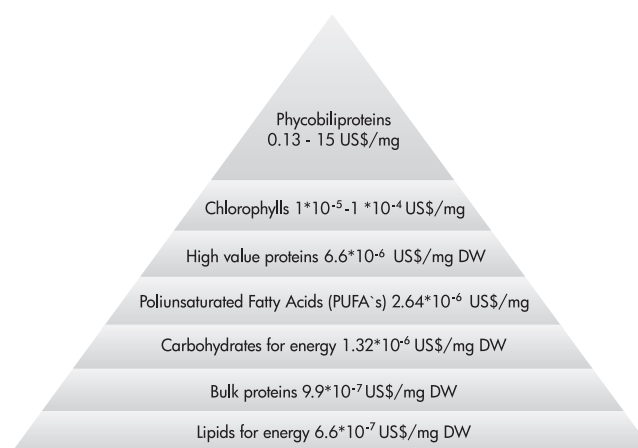 Phycobiliproteins
0.13 - 15 US$/mg
Chlorophylls 1*10⁻⁵-1 *10⁻⁴ US$/mg
High value proteins 6.6*10⁻⁶ US$/mg DW
Poliunsaturated Fatty Acids (PUFA`s) 2.64*10⁻⁶ US$/mg
Carbohydrates for energy 1.32*10⁻⁶ US$/mg DW
Bulk proteins 9.9*10⁻⁷ US$/mg DW
Lipids for energy 6.6*10⁻⁷ US$/mg DW